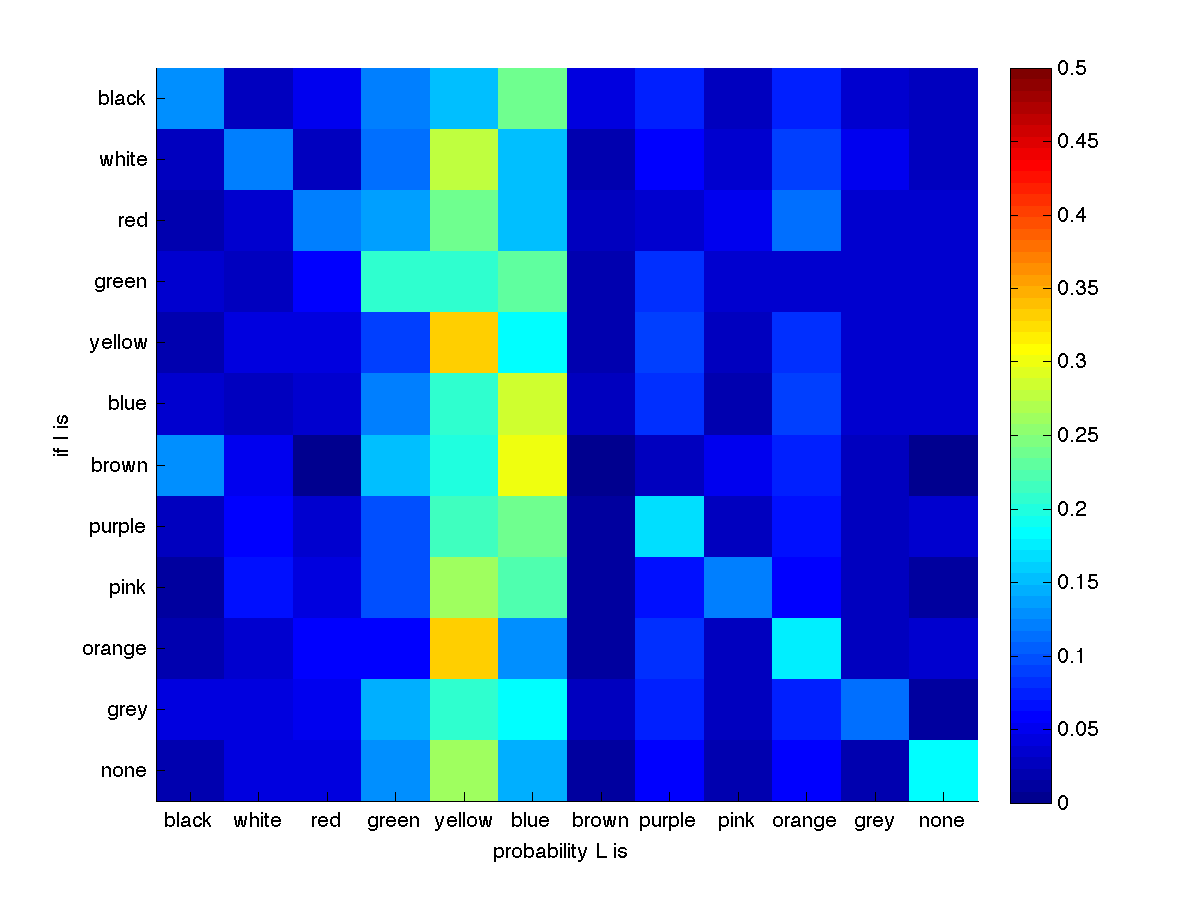 black
white
red
green
yellow
blue
brown
purple
pink
orange
grey
none
if I is
black white red green yellow blue brown purple pink orange grey none
probability L is
0.5
0.45
0.4
0.35
0.3
0.25
0.2
0.15
0.1
0.05
0